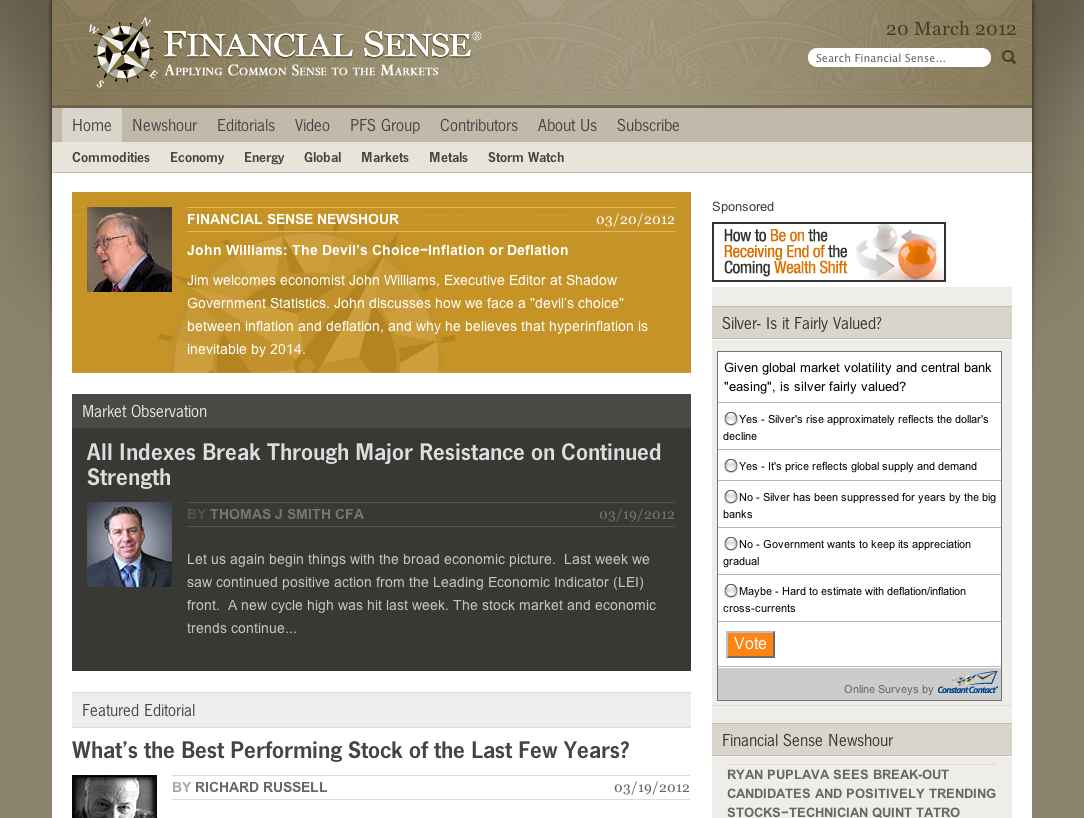 N
W
E
S
FINANCIAL SENSE®
APPLYING COMMON SENSE TO THE MARKETS
20 March 2012
Search Financial Sense...
Home Newshour Editorials Video PFS Group Contributors About Us Subscribe
Commodities Economy Energy Global Markets Metals Storm Watch
FINANCIAL SENSE NEWSHOUR 03/20/2012
John Williams: The Devil's Choice–Inflation or Deflation
Jim welcomes economist John Williams, Executive Editor at Shadow
Government Statistics. John discusses how we face a "devil's choice"
between inflation and deflation, and why he believes that hyperinflation is
inevitable by 2014.
Market Observation
All Indexes Break Through Major Resistance on Continued
Strength
BY THOMAS J SMITH CFA 03/19/2012
Let us again begin things with the broad economic picture.  Last week we
saw continued positive action from the Leading Economic Indicator (LEI)
front.  A new cycle high was hit last week. The stock market and economic
trends continue...
Featured Editorial
What's the Best Performing Stock of the Last Few Years?
BY RICHARD RUSSELL 03/19/2012
Sponsored
How to Be on the
Receiving End of the
Coming Wealth Shift
Silver- Is it Fairly Valued?
Given global market volatility and central bank
"easing", is silver fairly valued?
Yes - Silver's rise approximately reflects the dollar's
decline
Yes - It's price reflects global supply and demand
No - Silver has been suppressed for years by the big
banks
No - Government wants to keep its appreciation
gradual
Maybe - Hard to estimate with deflation/inflation
cross-currents
Vote
Online Surveys by Constant Contact®
Financial Sense Newshour
RYAN PUPLAVA SEES BREAK-OUT
CANDIDATES AND POSITIVELY TRENDING
STOCKS–TECHNICIAN QUINT TATRO